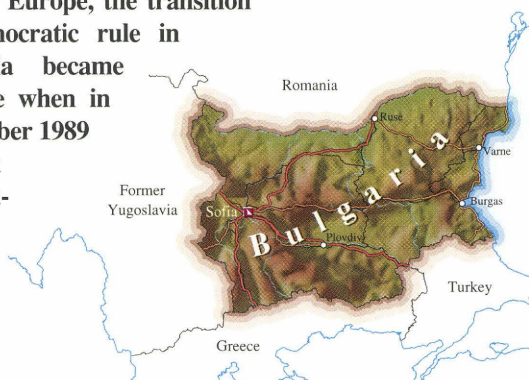 Europe, the transition
nocratic rule in
a became
when in
ber 1989
Romania
Ruse
Varne
Former
Yugoslavia
Sofia
Burgas
Bulgaria
Plovdiv
Turkey
Greece